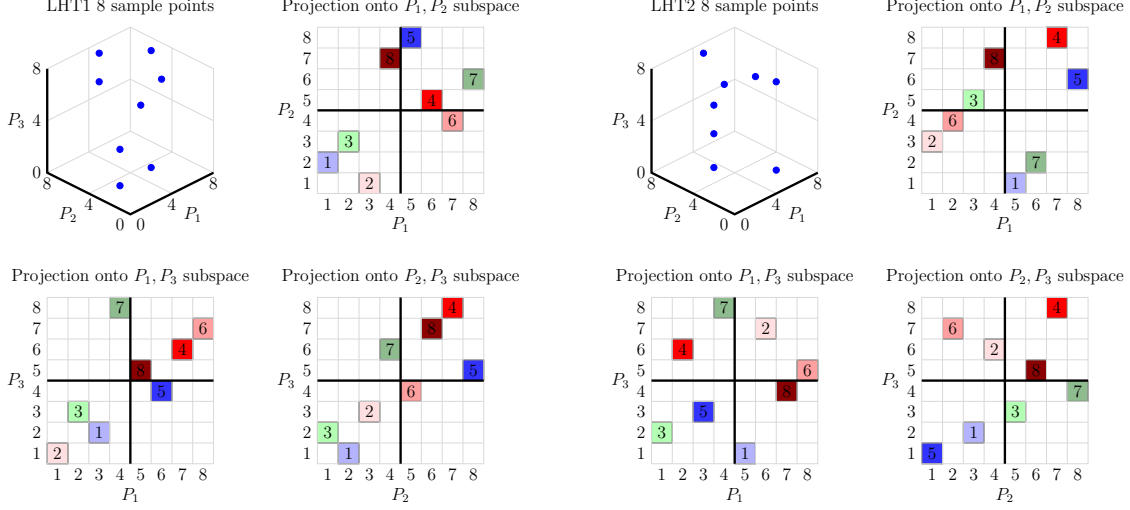 LHT1 8 sample points
8
P3 4
0
8
4
P2
0
0
4
P1
8
Projection onto P1, P2 subspace
8 5
7 8
6 7
5 4
P2
4 6
3 3
2 1
1 2
1 2 3 4 5 6 7 8
P1
LHT2 8 sample points
8
P3 4
0
8
4
P2
0
0
4
P1
8
Projection onto P1, P2 subspace
8 4
7 8
6 5
5 3
P2
4 6
3 2
2 7
1 1
1 2 3 4 5 6 7 8
P1
Projection onto P1, P3 subspace
8 7
7 6
6 4
5 8
P3
4 5
3 3
2 1
1 2
1 2 3 4 5 6 7 8
P1
Projection onto P2, P3 subspace
8 4
7 8
6 7
5 5
P3
4 6
3 2
2 3
1 1
1 2 3 4 5 6 7 8
P2
Projection onto P1, P3 subspace
8 7
7 2
6 4
5 6
P3
4 8
3 5
2 3
1 1
1 2 3 4 5 6 7 8
P1
Projection onto P2, P3 subspace
8 4
7 6
6 2
5 8
P3
4 7
3 3
2 1
1 5
1 2 3 4 5 6 7 8
P2